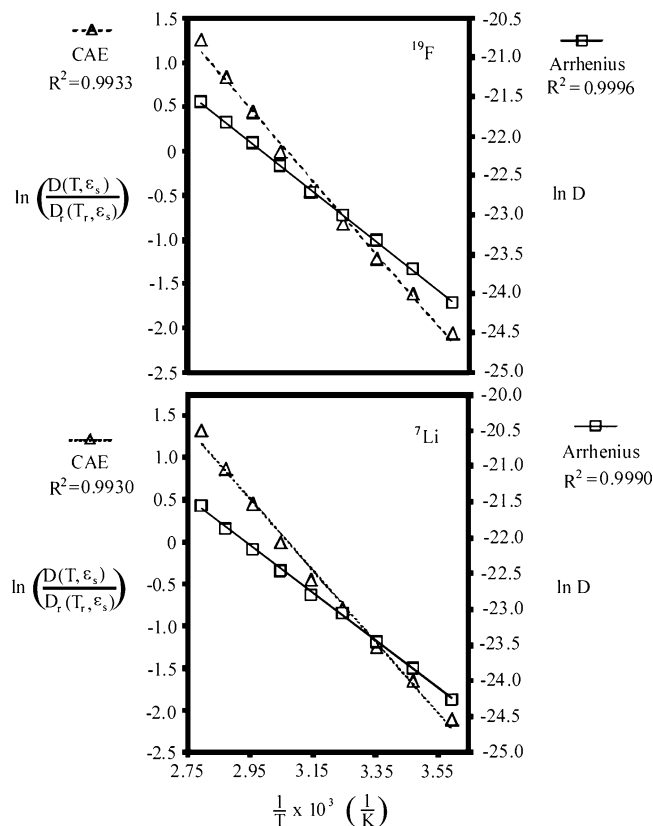 CAE
R²=0.9933
¹⁹F
Arrhenius
R²=0.9996
1.5
1.0
0.5
0
-0.5
-1.0
-1.5
-2.0
-2.5
ln (D(T,εs) / Dr(Tr,εs))
-20.5
-21.0
-21.5
-22.0
-22.5
-23.0
-23.5
-24.0
-24.5
-25.0
ln D
CAE
R²=0.9930
⁷Li
Arrhenius
R²=0.9990
1.5
1.0
0.5
0
-0.5
-1.0
-1.5
-2.0
-2.5
ln (D(T,εs) / Dr(Tr,εs))
-20.0
-20.5
-21.0
-21.5
-22.0
-22.5
-23.0
-23.5
-24.0
-24.5
-25.0
ln D
2.75 2.95 3.15 3.35 3.55
1/T x 10³ (1/K)